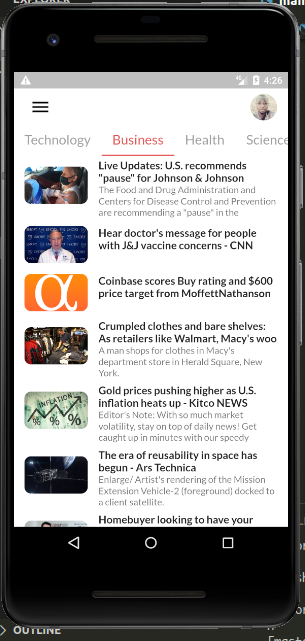 EXPLORER
4:26
Technology Business Health Science
Live Updates: U.S. recommends
"pause" for Johnson & Johnson
The Food and Drug Administration and
Centers for Disease Control and Prevention
are recommending a "pause" in the
Hear doctor's message for people
with J&J vaccine concerns - CNN
Coinbase scores Buy rating and $600
price target from MoffettNathanson
Crumpled clothes and bare shelves:
As retailers like Walmart, Macy's woo
A man shops for clothes in Macy's
department store in Herald Square, New
York.
INFLATION
% % %
Gold prices pushing higher as U.S.
inflation heats up - Kitco NEWS
Editor's Note: With so much market
volatility, stay on top of daily news! Get
caught up in minutes with our speedy
The era of reusability in space has
begun - Ars Technica
Enlarge/ Artist's rendering of the Mission
Extension Vehicle-2 (foreground) docked to
a client satellite.
Homebuyer looking to have your
OUTLINE